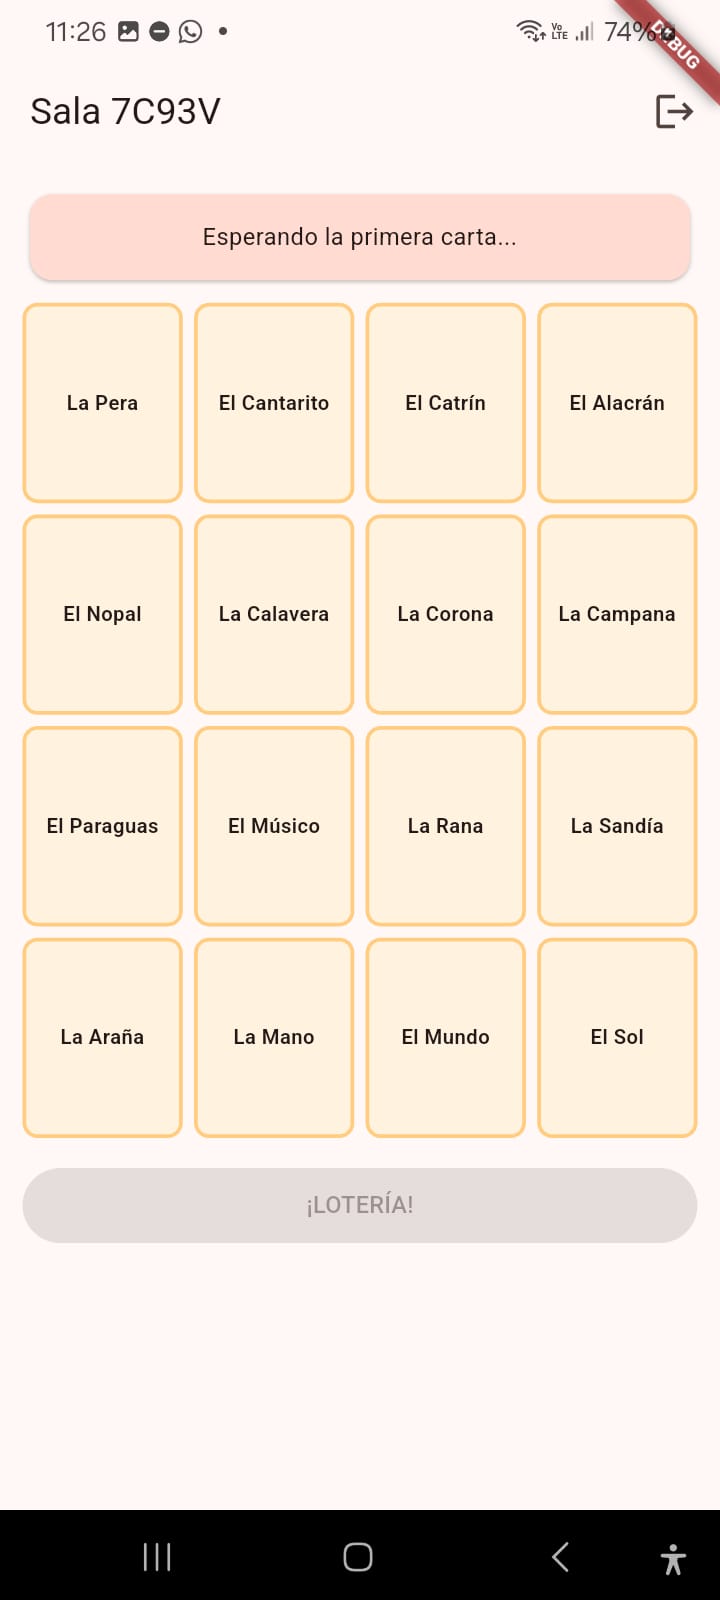 11:26
Vo
LTE
74%
DEBUG
Sala 7C93V
Esperando la primera carta...
La Pera El Cantarito El Catrín El Alacrán
El Nopal La Calavera La Corona La Campana
El Paraguas El Músico La Rana La Sandía
La Araña La Mano El Mundo El Sol
¡LOTERÍA!